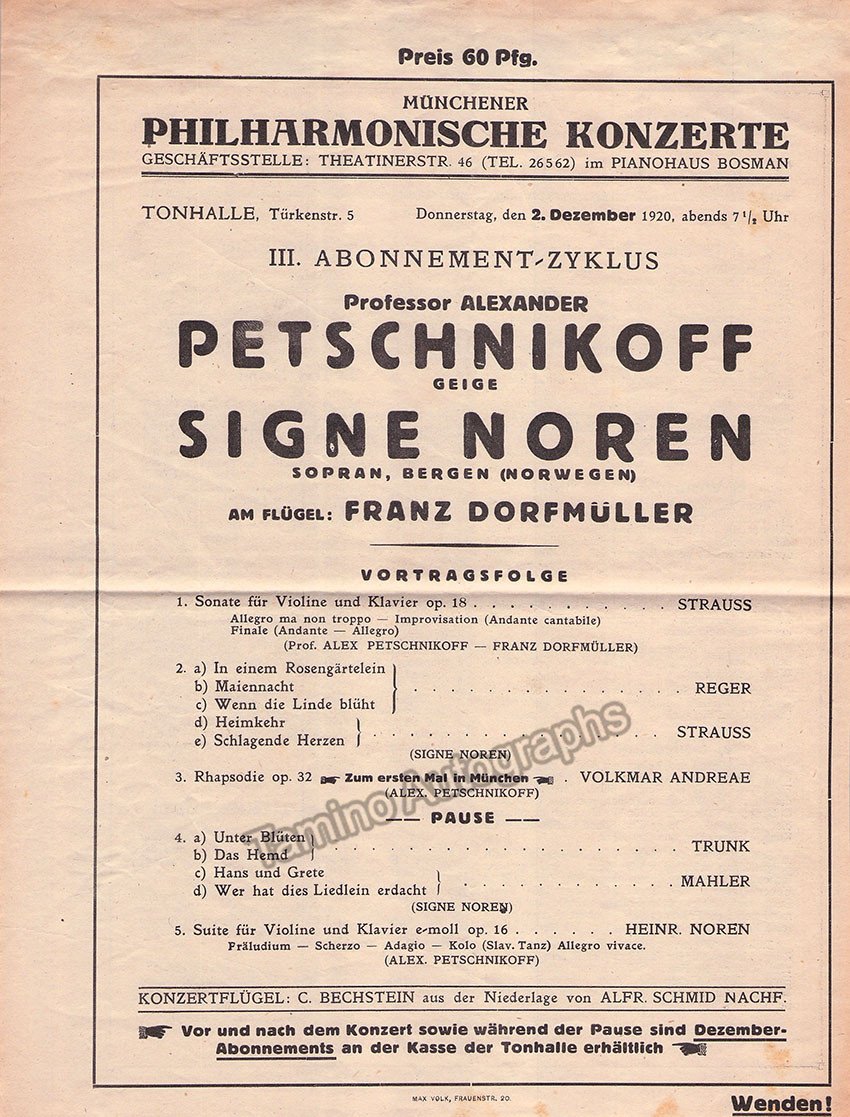 Preis 60 Pfg.
MÜNCHENER
PHILHARMONISCHE KONZERTE
GESCHÄFTSSTELLE: THEATINERSTR. 46 (TEL. 26562) im PIANOHAUS BOSMAN
TONHALLE, Türkenstr. 5 Donnerstag, den 2. Dezember 1920, abends 7 1/2 Uhr
III. ABONNEMENT-ZYKLUS
Professor ALEXANDER
PETSCHNIKOFF
GEIGE
SIGNE NOREN
SOPRAN, BERGEN (NORWEGEN)
AM FLÜGEL: FRANZ DORFMÜLLER
VORTRAGSFOLGE
1. Sonate für Violine und Klavier op. 18 . . . . . . . . . . . STRAUSS
Allegro ma non troppo — Improvisation (Andante cantabile)
Finale (Andante — Allegro)
(Prof. ALEX PETSCHNIKOFF — FRANZ DORFMÜLLER)
2. a) In einem Rosengärtelein
b) Maiennacht . . . . . . . . . . . . . . . REGER
c) Wenn die Linde blüht
d) Heimkehr
e) Schlagende Herzen . . . . . . . . . . . . . . . . STRAUSS
(SIGNE NOREN)
3. Rhapsodie op. 32 Zum ersten Mal in München . VOLKMAR ANDREAE
(ALEX. PETSCHNIKOFF)
—— PAUSE ——
4. a) Unter Blüten
b) Das Hemd . . . . . . . . . . . . . . . . . . . TRUNK
c) Hans und Grete
d) Wer hat dies Liedlein erdacht . . . . . . . . . . . . MAHLER
(SIGNE NOREN)
5. Suite für Violine und Klavier e-moll op. 16 . . . . . . HEINR. NOREN
Präludium — Scherzo — Adagio — Kolo (Slav. Tanz) Allegro vivace.
(ALEX. PETSCHNIKOFF)
KONZERTFLÜGEL: C. BECHSTEIN aus der Niederlage von ALFR. SCHMID NACHF.
Vor und nach dem Konzert sowie während der Pause sind Dezember-
Abonnements an der Kasse der Tonhalle erhältlich
MAX VOLK, FRAUENSTR. 20.
Wenden!
Tamino Autographs